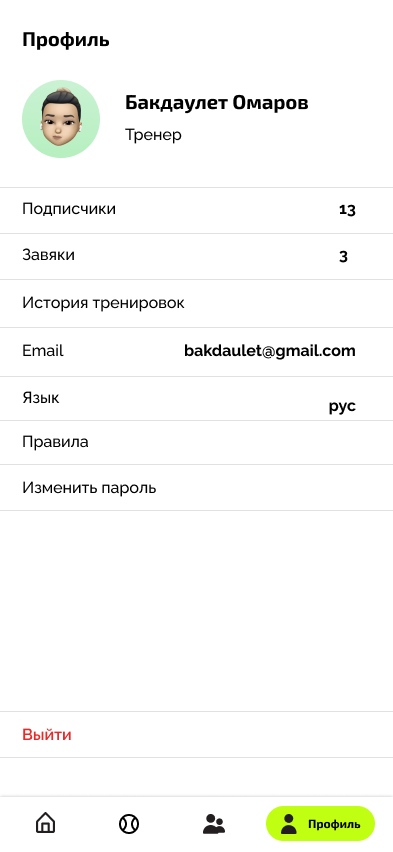 Профиль
Бакдаулет Омаров
Тренер
Подписчики 13
Завяки 3
История тренировок
Email bakdaulet@gmail.com
Язык рус
Правила
Изменить пароль
Выйти
Профиль